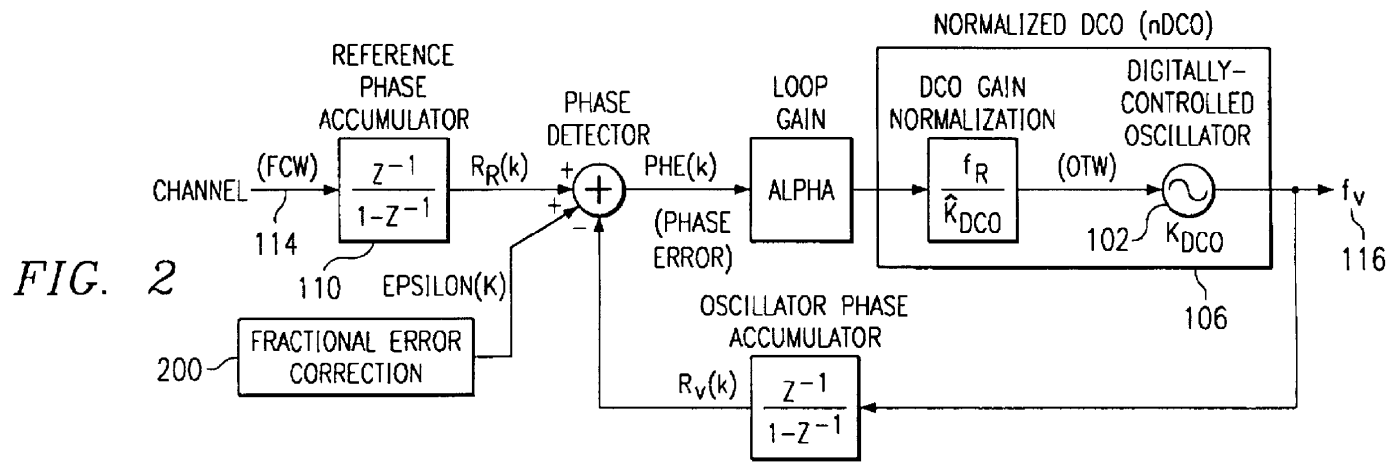 NORMALIZED DCO (nDCO)
REFERENCE
PHASE
ACCUMULATOR
PHASE
DETECTOR
LOOP
GAIN
DCO GAIN
NORMALIZATION
DIGITALLY-
CONTROLLED
OSCILLATOR
CHANNEL
(FCW)
114
Z⁻¹
1-Z⁻¹
110
R_R(k)
+
+
-
+
PHE(k)
(PHASE
ERROR)
ALPHA
f_R
K̂_DCO
(OTW)
102
K_DCO
f_v
116
106
FIG. 2
EPSILON(K)
200
FRACTIONAL ERROR
CORRECTION
OSCILLATOR PHASE
ACCUMULATOR
R_v(k)
Z⁻¹
1-Z⁻¹